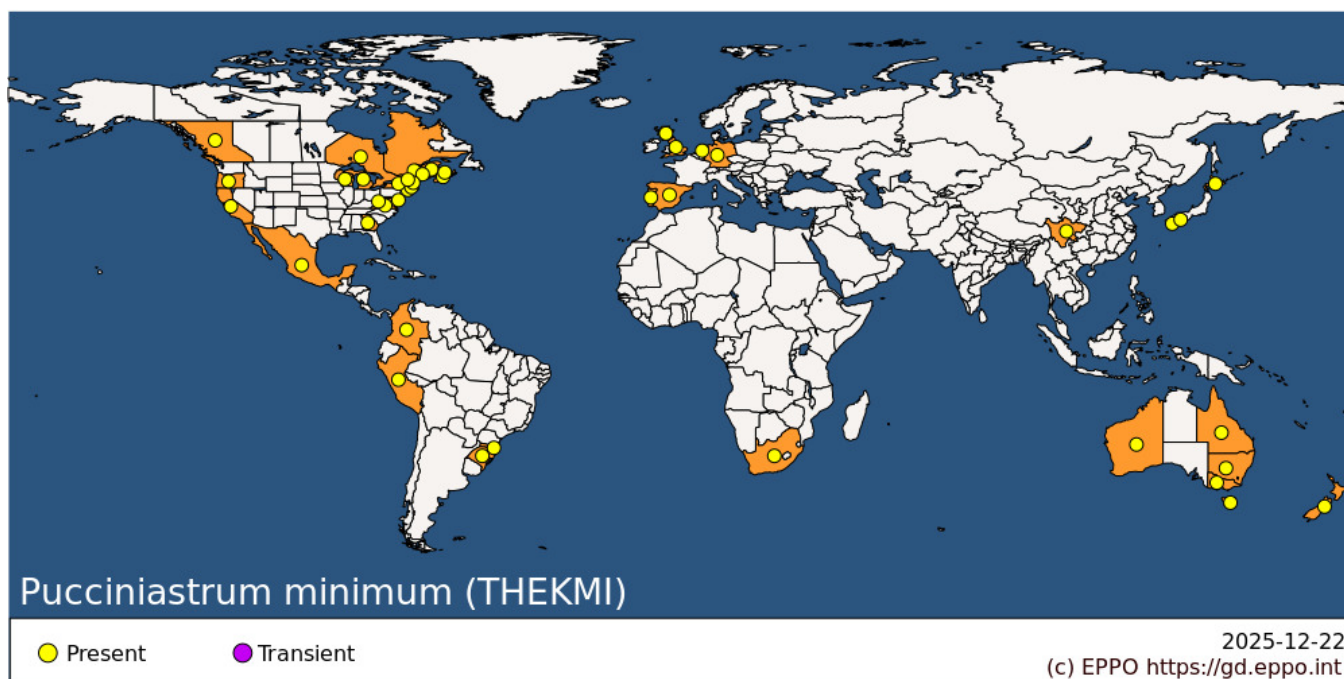 Pucciniastrum minimum (THEKMI)
Present
Transient
2025-12-22
(c) EPPO https://gd.eppo.int